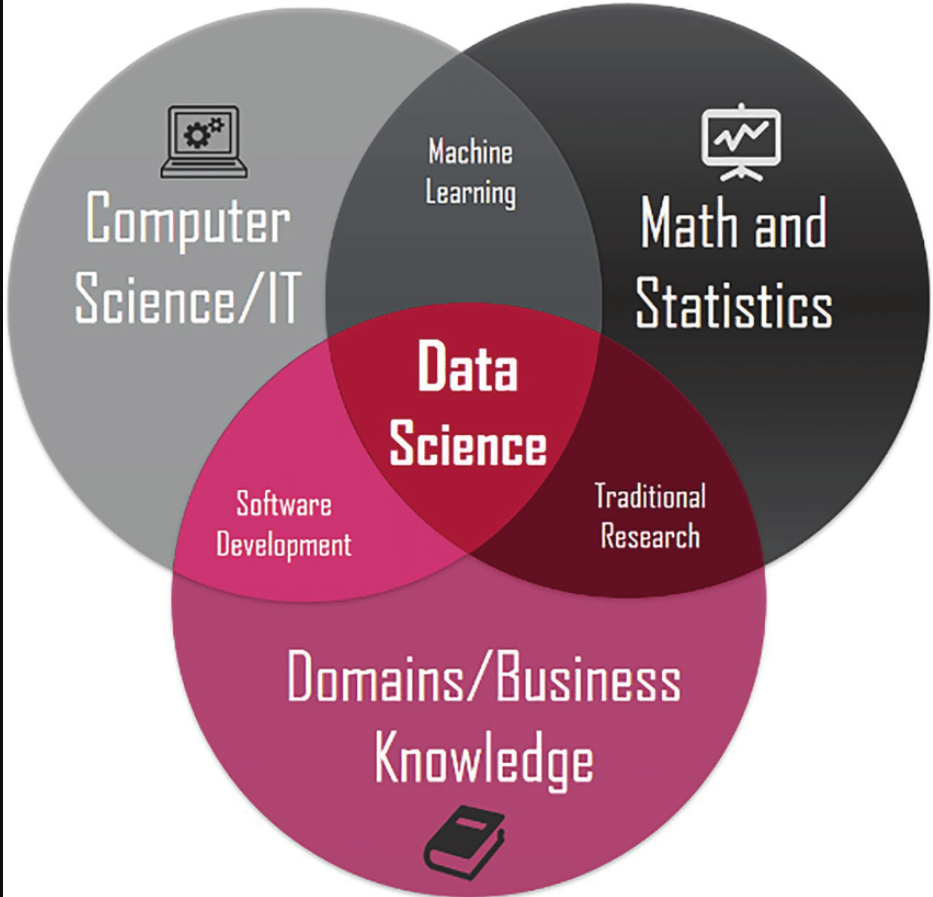 Machine
Learning
Computer
Science/IT
Math and
Statistics
Data
Science
Software
Development
Traditional
Research
Domains/Business
Knowledge